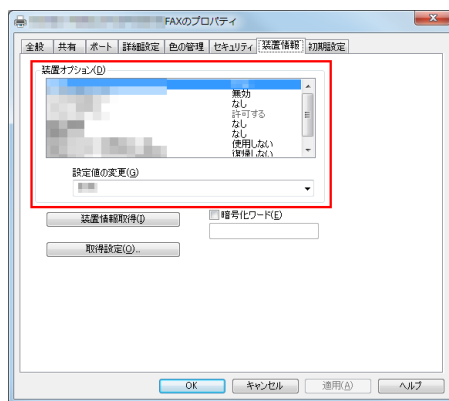 FAXのプロパティ
全般 共有 ポート 詳細設定 色の管理 セキュリティ 装置情報 初期設定
装置オプション(D)
無効
なし
許可する
なし
なし
使用しない
復帰しない
設定値の変更(G)
装置情報取得(I) 暗号化ワード(E)
取得設定(O)...
OK キャンセル 適用(A) ヘルプ